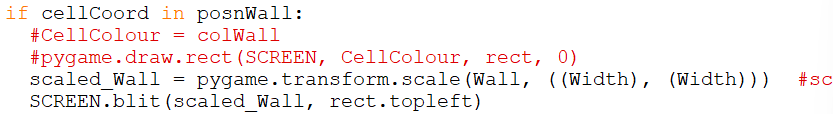 if cellCoord in posnWall:
  #CellColour = colWall
  #pygame.draw.rect(SCREEN, CellColour, rect, 0)
  scaled_Wall = pygame.transform.scale(Wall, ((Width), (Width)))  #sc
  SCREEN.blit(scaled_Wall, rect.topleft)